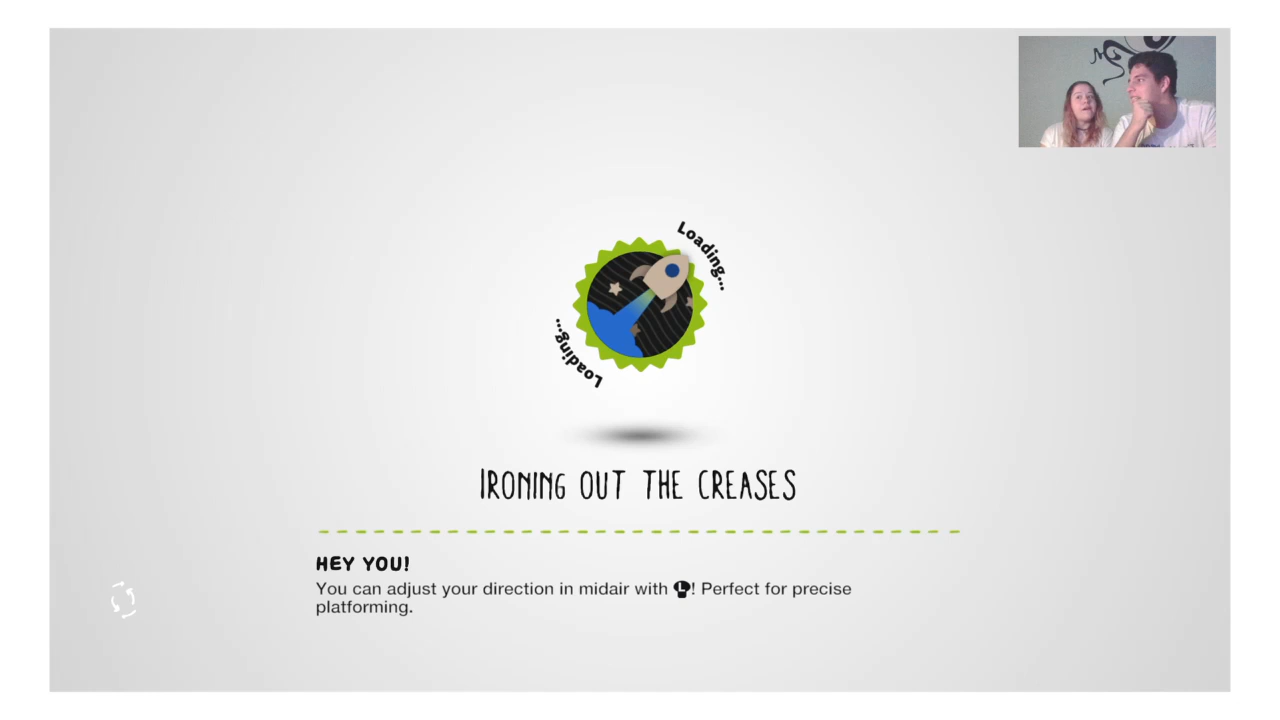 Loading...
Loading...
IRONING OUT THE CREASES
HEY YOU!
You can adjust your direction in midair with L! Perfect for precise
platforming.